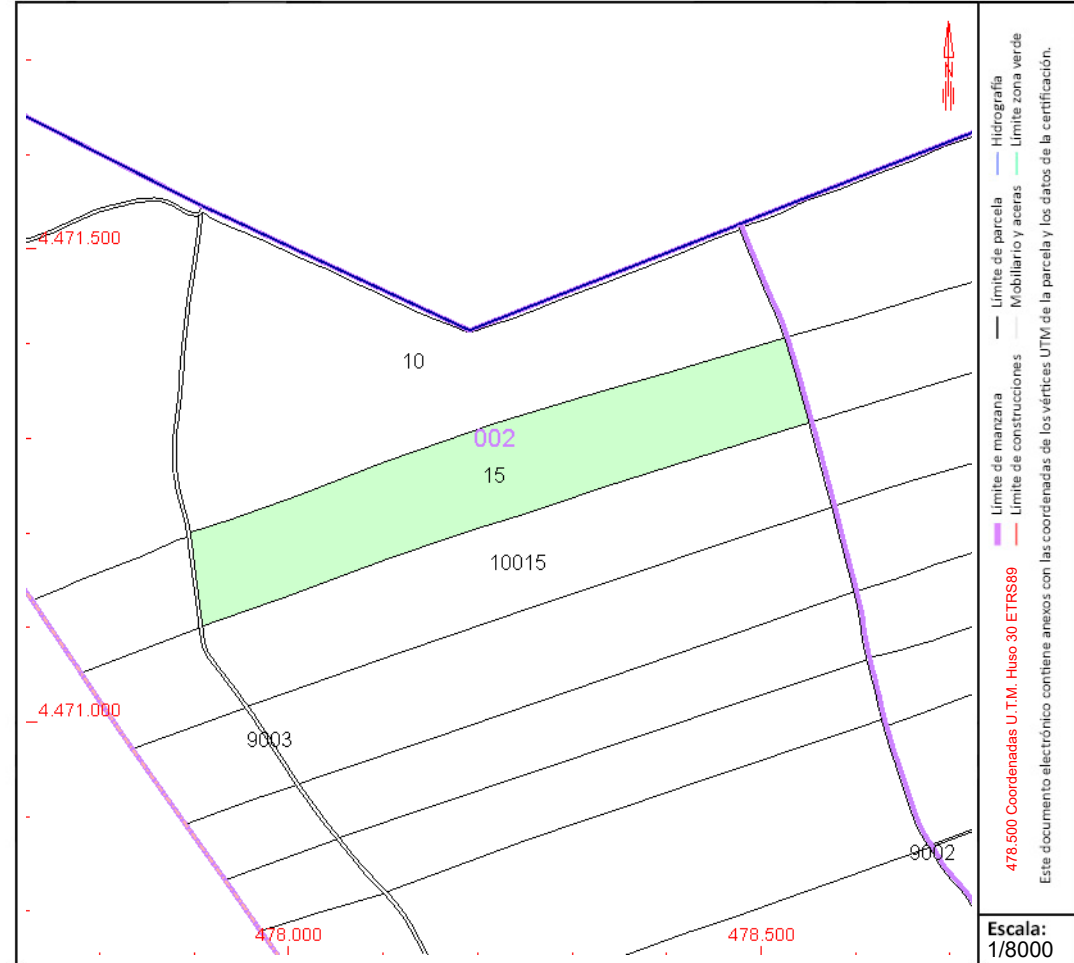 N
4.471.500
10
002
15
10015
4.471.000
9003
9002
478.000
478.500
Hidrografía
Límite zona verde
Límite de parcela
Mobiliario y aceras
Límite de manzana
Límite de construcciones
478.500 Coordenadas U.T.M. Huso 30 ETRS89
Este documento electrónico contiene anexos con las coordenadas de los vértices UTM de la parcela y los datos de la certificación.
Escala:
1/8000